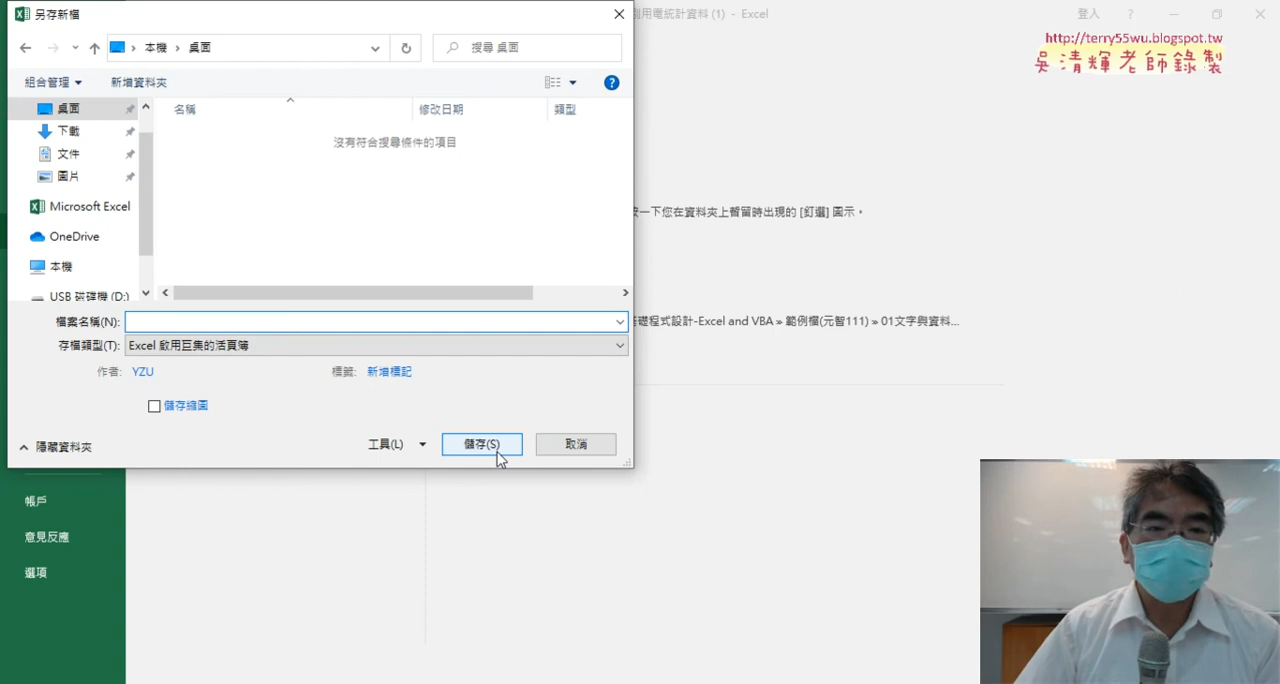 另存新檔
用電統計資料 (1) - Excel
登入
?
http://terry55wu.blogspot.tw
吳清輝老師錄製
本機 › 桌面
搜尋 桌面
組合管理
新增資料夾
桌面
下載
文件
圖片
Microsoft Excel
OneDrive
本機
USB 磁碟機 (D:)
名稱
修改日期
類型
沒有符合搜尋條件的項目
一下您在資料夾上暫留時出現的 [釘選] 圖示。
礎程式設計-Excel and VBA » 範例檔(元智111) » 01文字與資料...
檔案名稱(N):
存檔類型(T):
Excel 啟用巨集的活頁簿
作者:
YZU
標籤:
新增標記
儲存縮圖
隱藏資料夾
工具(L)
儲存(S)
取消
帳戶
意見反應
選項